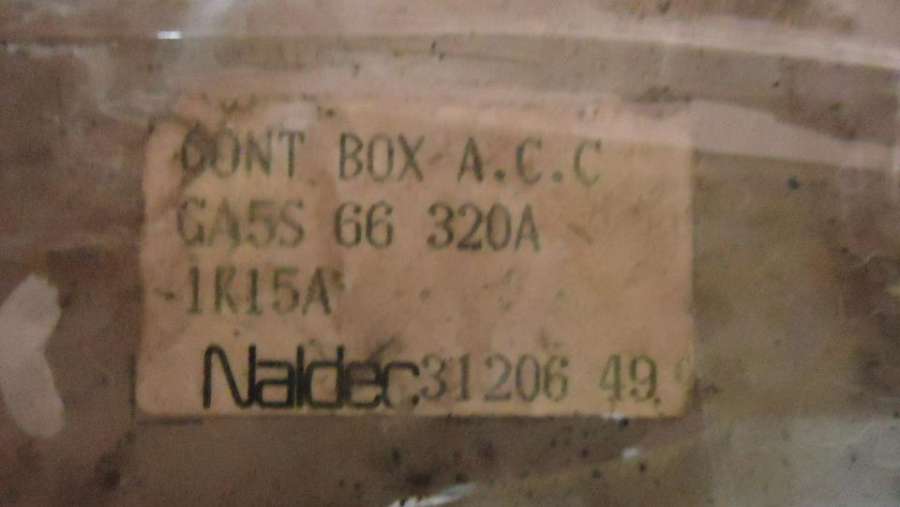 CONT BOX A.C.C
GA5S 66 320A
1K15A
Naldec 31206 49